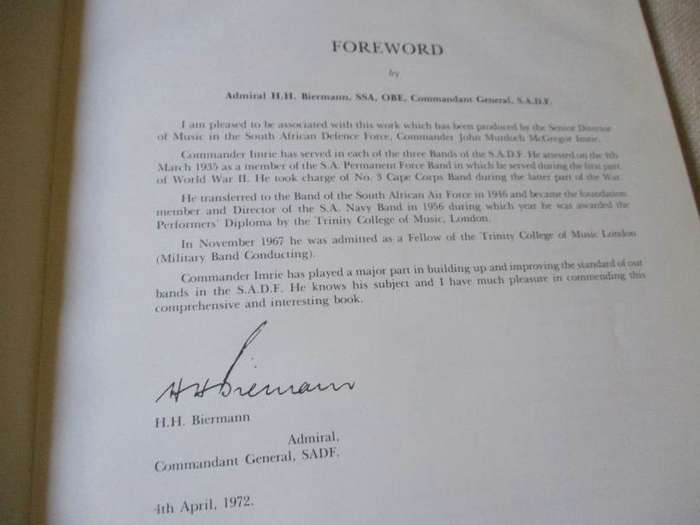 FOREWORD
by
Admiral H.H. Biermann, SSA, OBE, Commandant General, S.A.D.F.
I am pleased to be associated with this work which has been produced by the Senior Director
of Music in the South African Defence Force, Commander John Murdoch McGregor Imrie.
Commander Imrie has served in each of the three Bands of the S.A.D.F. He attested on the 4th
March 1935 as a member of the S.A. Permanent Force Band in which he served during the first part
of World War II. He took charge of No. 3 Cape Corps Band during the latter part of the War.
He transferred to the Band of the South African Air Force in 1946 and became the foundation
member and Director of the S.A. Navy Band in 1956 during which year he was awarded the
Performers' Diploma by the Trinity College of Music, London.
In November 1967 he was admitted as a Fellow of the Trinity College of Music London
(Military Band Conducting).
Commander Imrie has played a major part in building up and improving the standard of our
bands in the S.A.D.F. He knows his subject and I have much pleasure in commending this
comprehensive and interesting book.
HHBiermann
H.H. Biermann
Admiral,
Commandant General, SADF.
4th April, 1972.